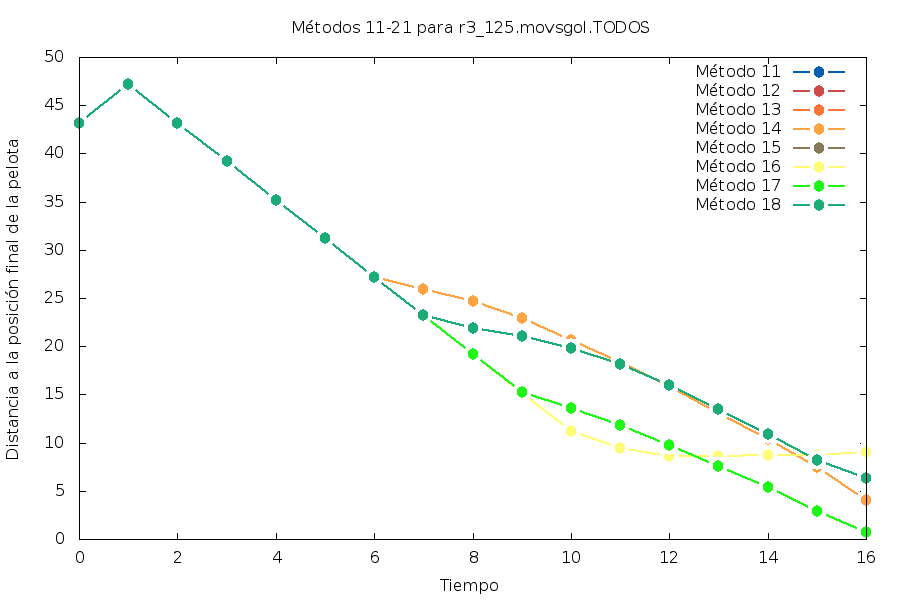 Métodos 11-21 para r3_125.movsgol.TODOS
Distancia a la posición final de la pelota
50
45
40
35
30
25
20
15
10
5
0
Método 11
Método 12
Método 13
Método 14
Método 15
Método 16
Método 17
Método 18
0 2 4 6 8 10 12 14 16
Tiempo